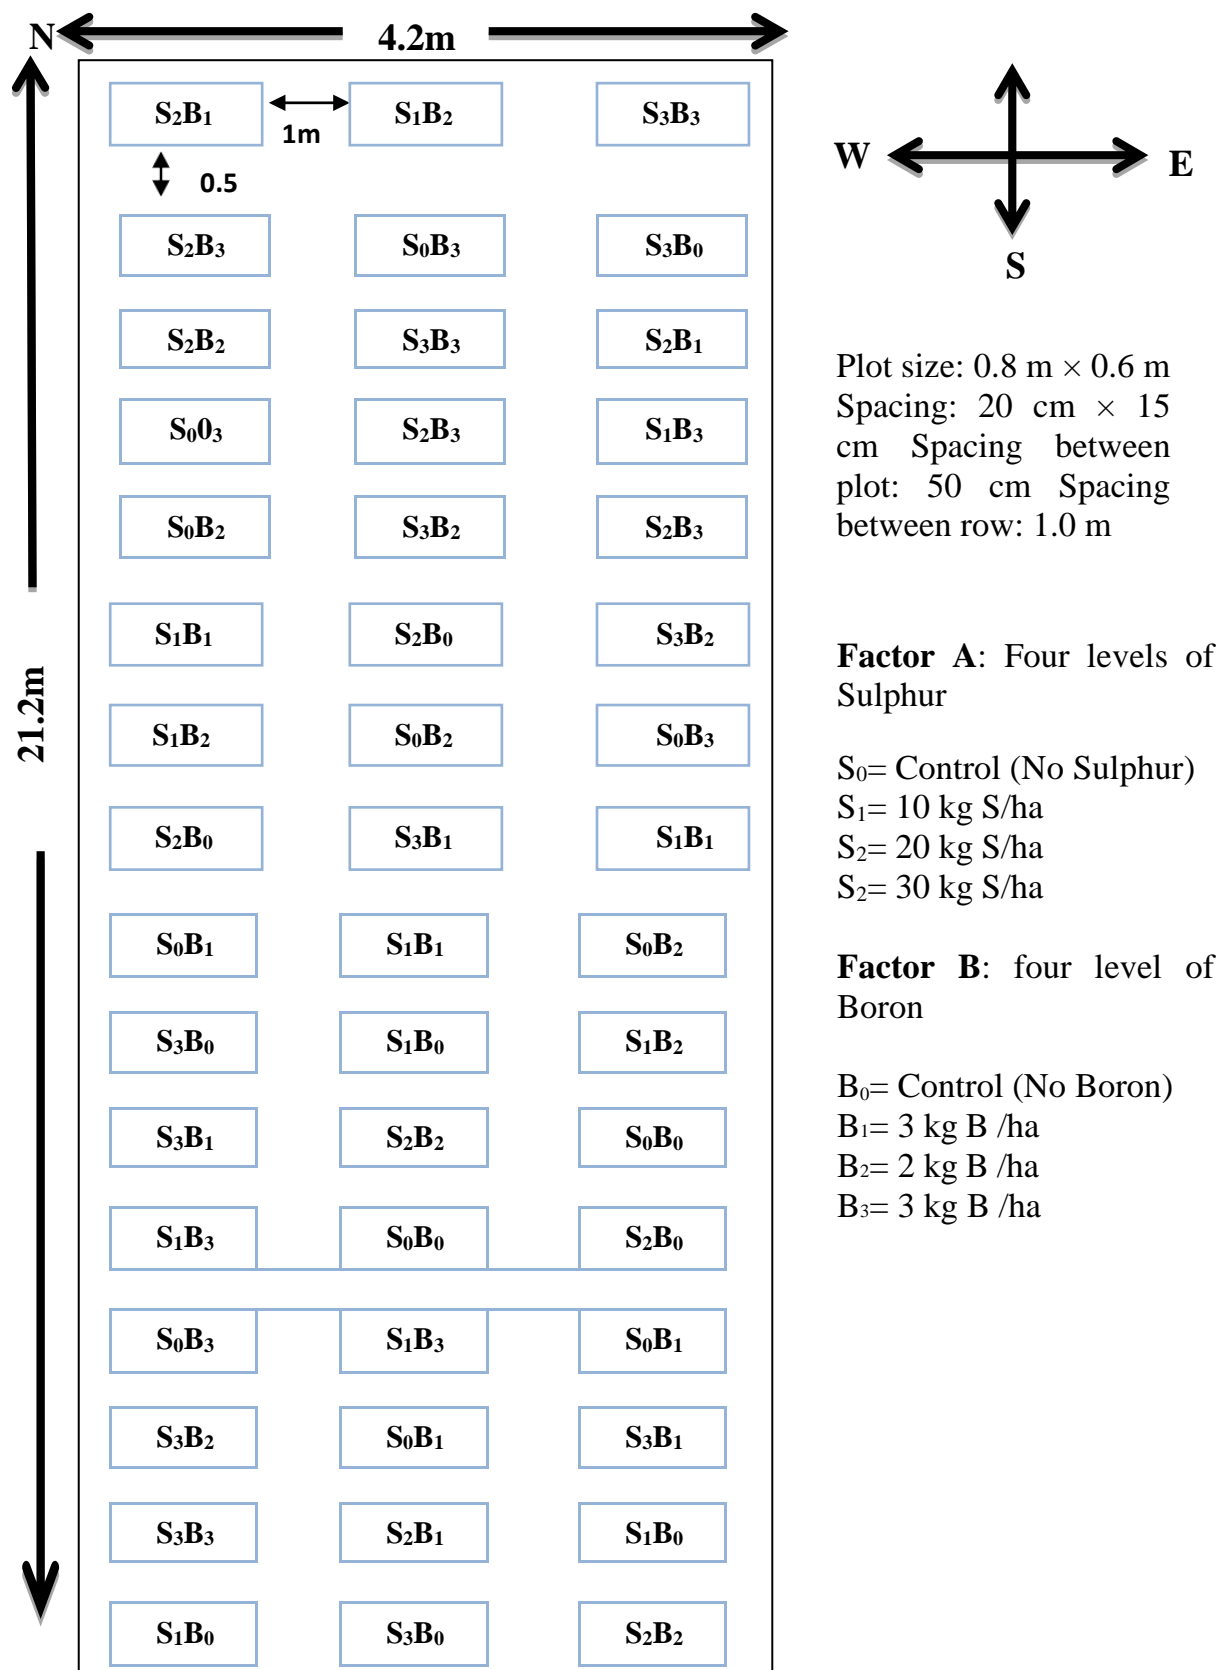 N
4.2m
S₂B₁ S₁B₂ S₃B₃
1m
0.5
W E
S
S₂B₃ S₀B₃ S₃B₀
S₂B₂ S₃B₃ S₂B₁
S₀0₃ S₂B₃ S₁B₃
S₀B₂ S₃B₂ S₂B₃
S₁B₁ S₂B₀ S₃B₂
21.2m
S₁B₂ S₀B₂ S₀B₃
S₂B₀ S₃B₁ S₁B₁
S₀B₁ S₁B₁ S₀B₂
S₃B₀ S₁B₀ S₁B₂
S₃B₁ S₂B₂ S₀B₀
S₁B₃ S₀B₀ S₂B₀
S₀B₃ S₁B₃ S₀B₁
S₃B₂ S₀B₁ S₃B₁
S₃B₃ S₂B₁ S₁B₀
S₁B₀ S₃B₀ S₂B₂
Plot size: 0.8 m × 0.6 m
Spacing: 20 cm × 15
cm Spacing between
plot: 50 cm Spacing
between row: 1.0 m
Factor A: Four levels of
Sulphur
S₀= Control (No Sulphur)
S₁= 10 kg S/ha
S₂= 20 kg S/ha
S₂= 30 kg S/ha
Factor B: four level of
Boron
B₀= Control (No Boron)
B₁= 3 kg B /ha
B₂= 2 kg B /ha
B₃= 3 kg B /ha